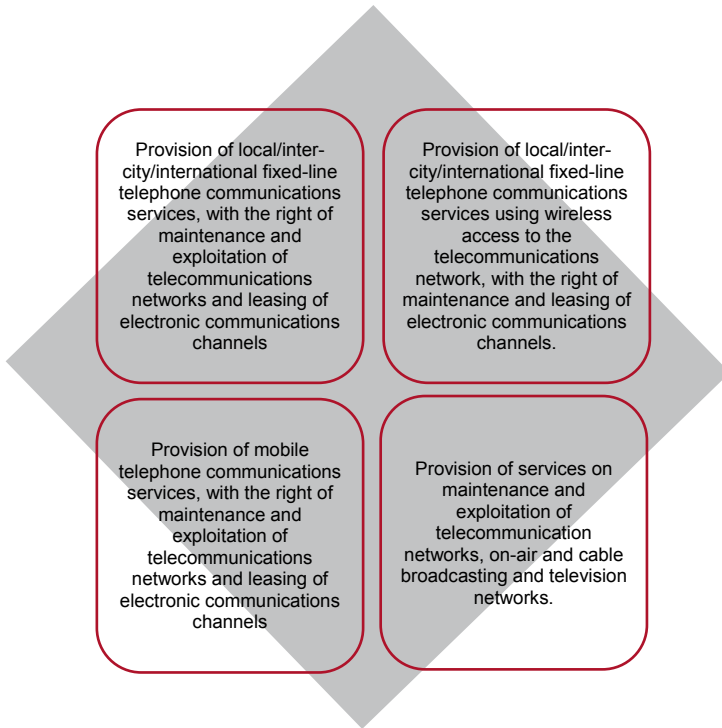 Provision of local/inter-
city/international fixed-line
telephone communications
services, with the right of
maintenance and
exploitation of
telecommunications
networks and leasing of
electronic communications
channels
Provision of local/inter-
city/international fixed-line
telephone communications
services using wireless
access to the
telecommunications
network, with the right of
maintenance and leasing of
electronic communications
channels.
Provision of mobile
telephone communications
services, with the right of
maintenance and
exploitation of
telecommunications
networks and leasing of
electronic communications
channels
Provision of services on
maintenance and
exploitation of
telecommunication
networks, on-air and cable
broadcasting and television
networks.